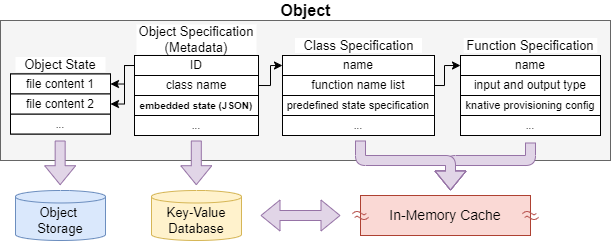 Object
Object State
file content 1
file content 2
...
Object Specification
(Metadata)
ID
class name
embedded state (JSON)
...
Class Specification
name
function name list
predefined state specification
...
Function Specification
name
input and output type
knative provisioning config
...
Object
Storage
Key-Value
Database
In-Memory Cache